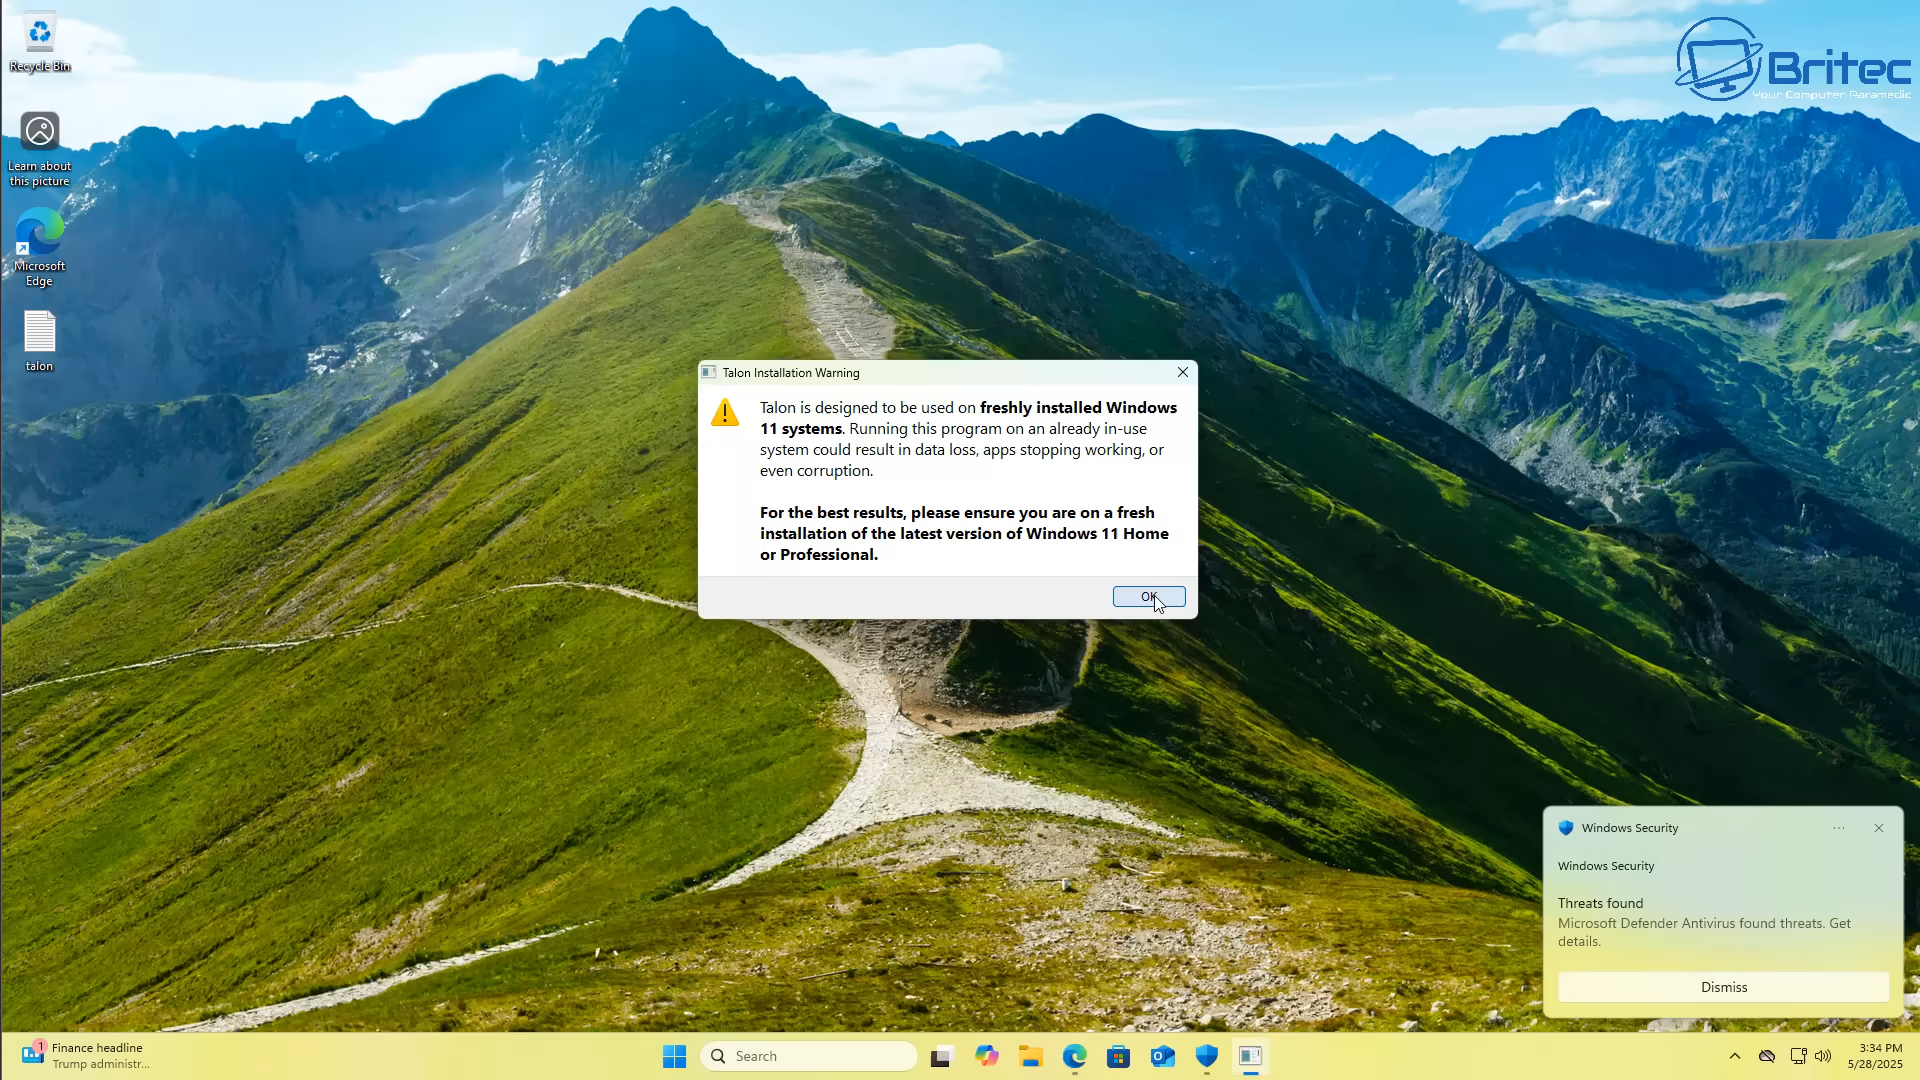 Recycle Bin
Learn about
this picture
Microsoft
Edge
talon
Britec
Your Computer Paramedic
Talon Installation Warning
Talon is designed to be used on freshly installed Windows
11 systems. Running this program on an already in-use
system could result in data loss, apps stopping working, or
even corruption.
For the best results, please ensure you are on a fresh
installation of the latest version of Windows 11 Home
or Professional.
OK
Windows Security
Windows Security
Threats found
Microsoft Defender Antivirus found threats. Get
details.
Dismiss
1
Finance headline
Trump administr...
Search
3:34 PM
5/28/2025